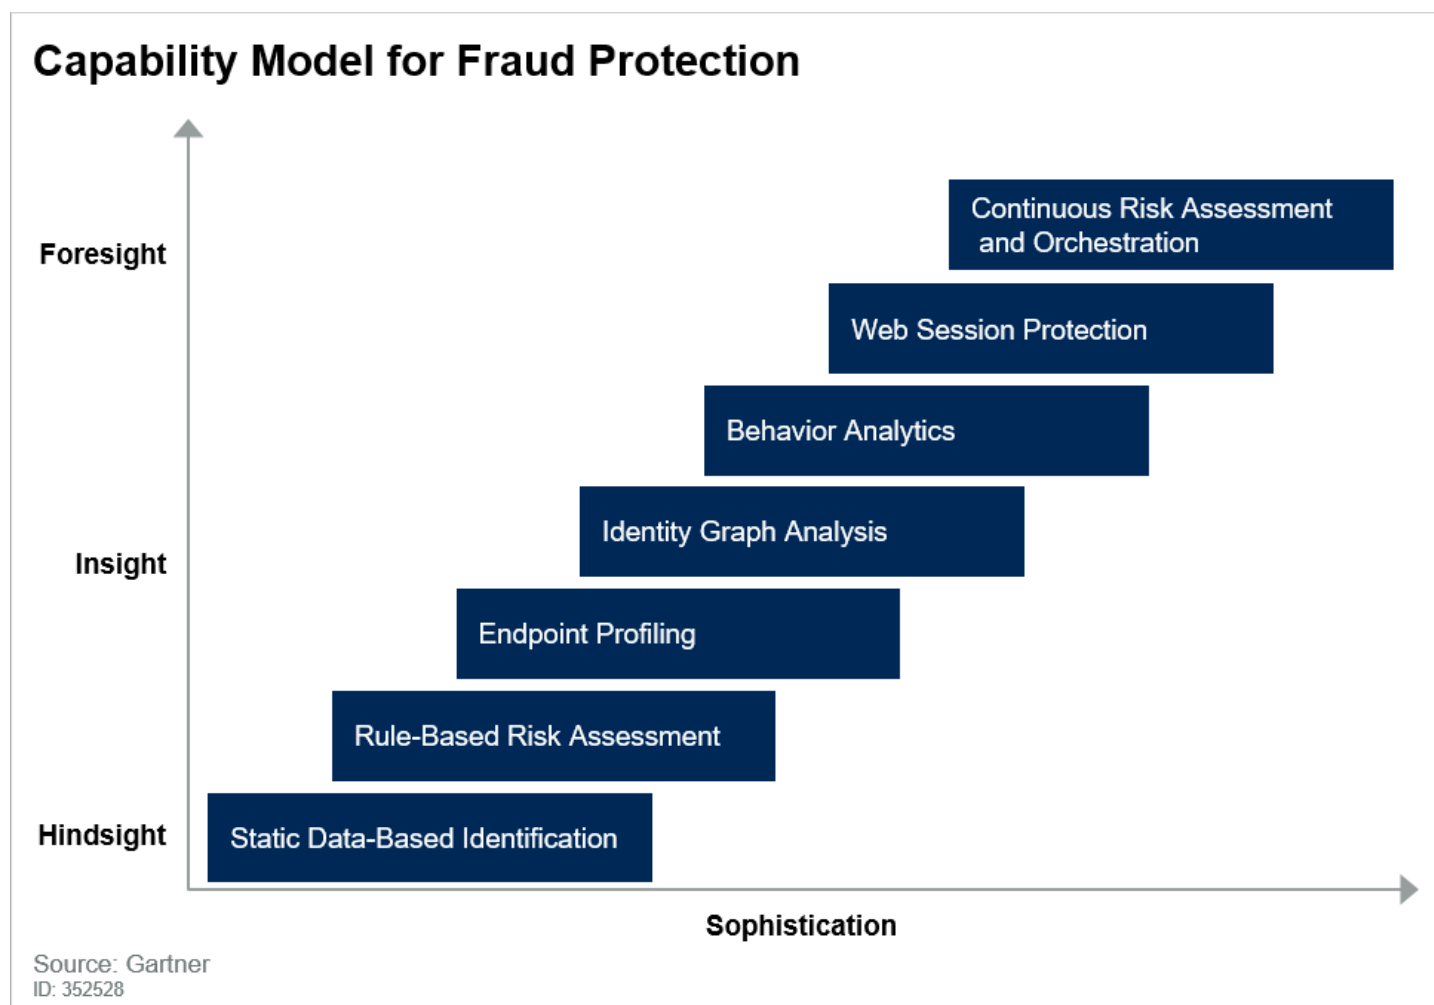 Capability Model for Fraud Protection
Foresight
Continuous Risk Assessment
and Orchestration
Web Session Protection
Behavior Analytics
Insight
Identity Graph Analysis
Endpoint Profiling
Rule-Based Risk Assessment
Hindsight
Static Data-Based Identification
Sophistication
Source: Gartner
ID: 352528